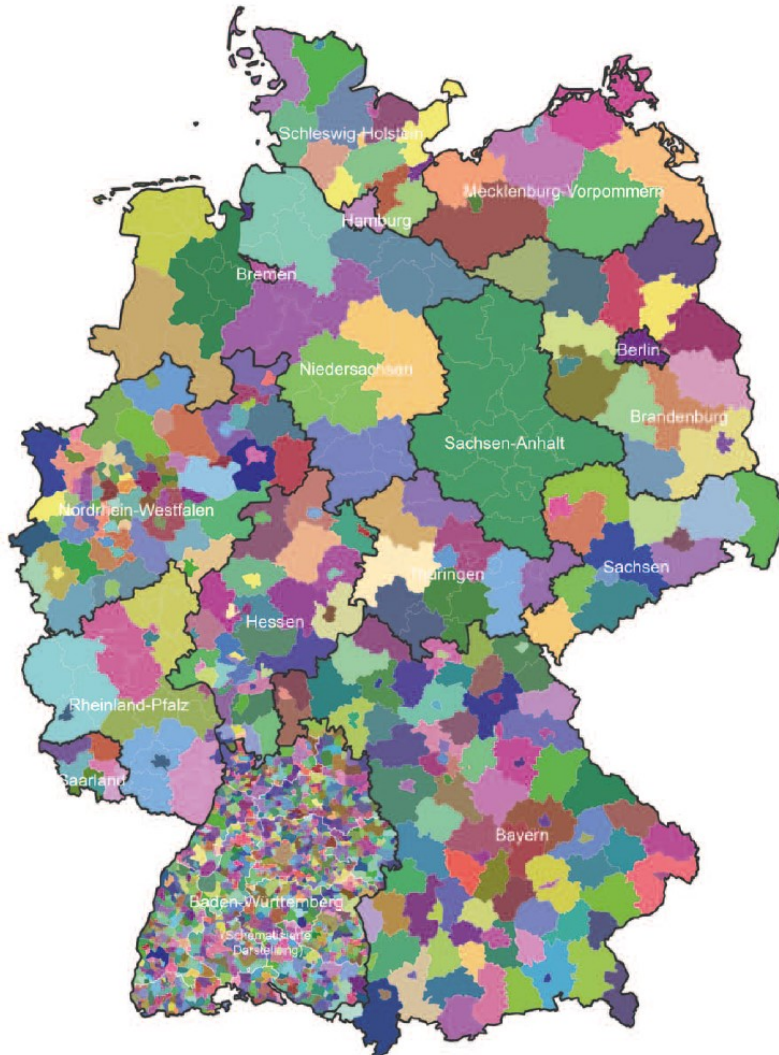 Schleswig-Holstein
Mecklenburg-Vorpommern
Hamburg
Bremen
Berlin
Niedersachsen
Brandenburg
Sachsen-Anhalt
Nordrhein-Westfalen
Sachsen
Thüringen
Hessen
Rheinland-Pfalz
Saarland
Bayern
Baden-Württemberg
(Schematisierte
Darstellung)